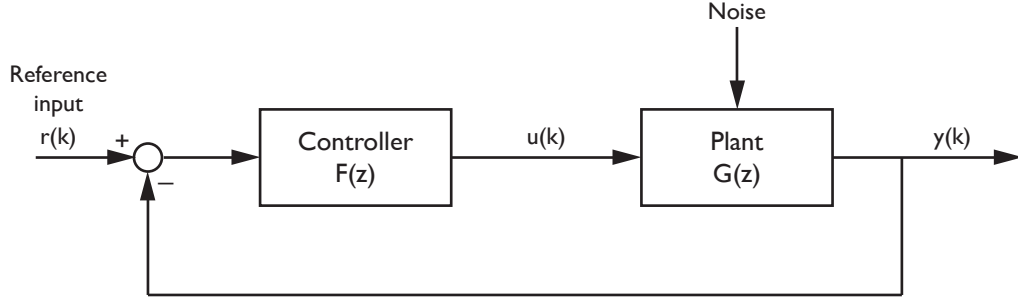 Noise
Reference
input
r(k)
+
−
Controller
F(z)
u(k)
Plant
G(z)
y(k)